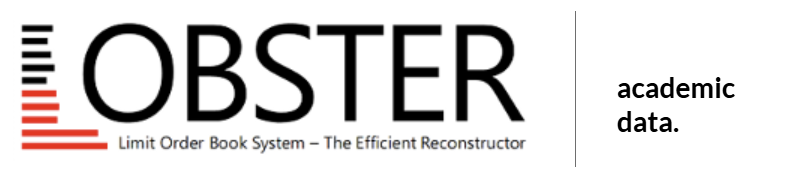 LOBSTER
Limit Order Book System – The Efficient Reconstructor
academic
data.